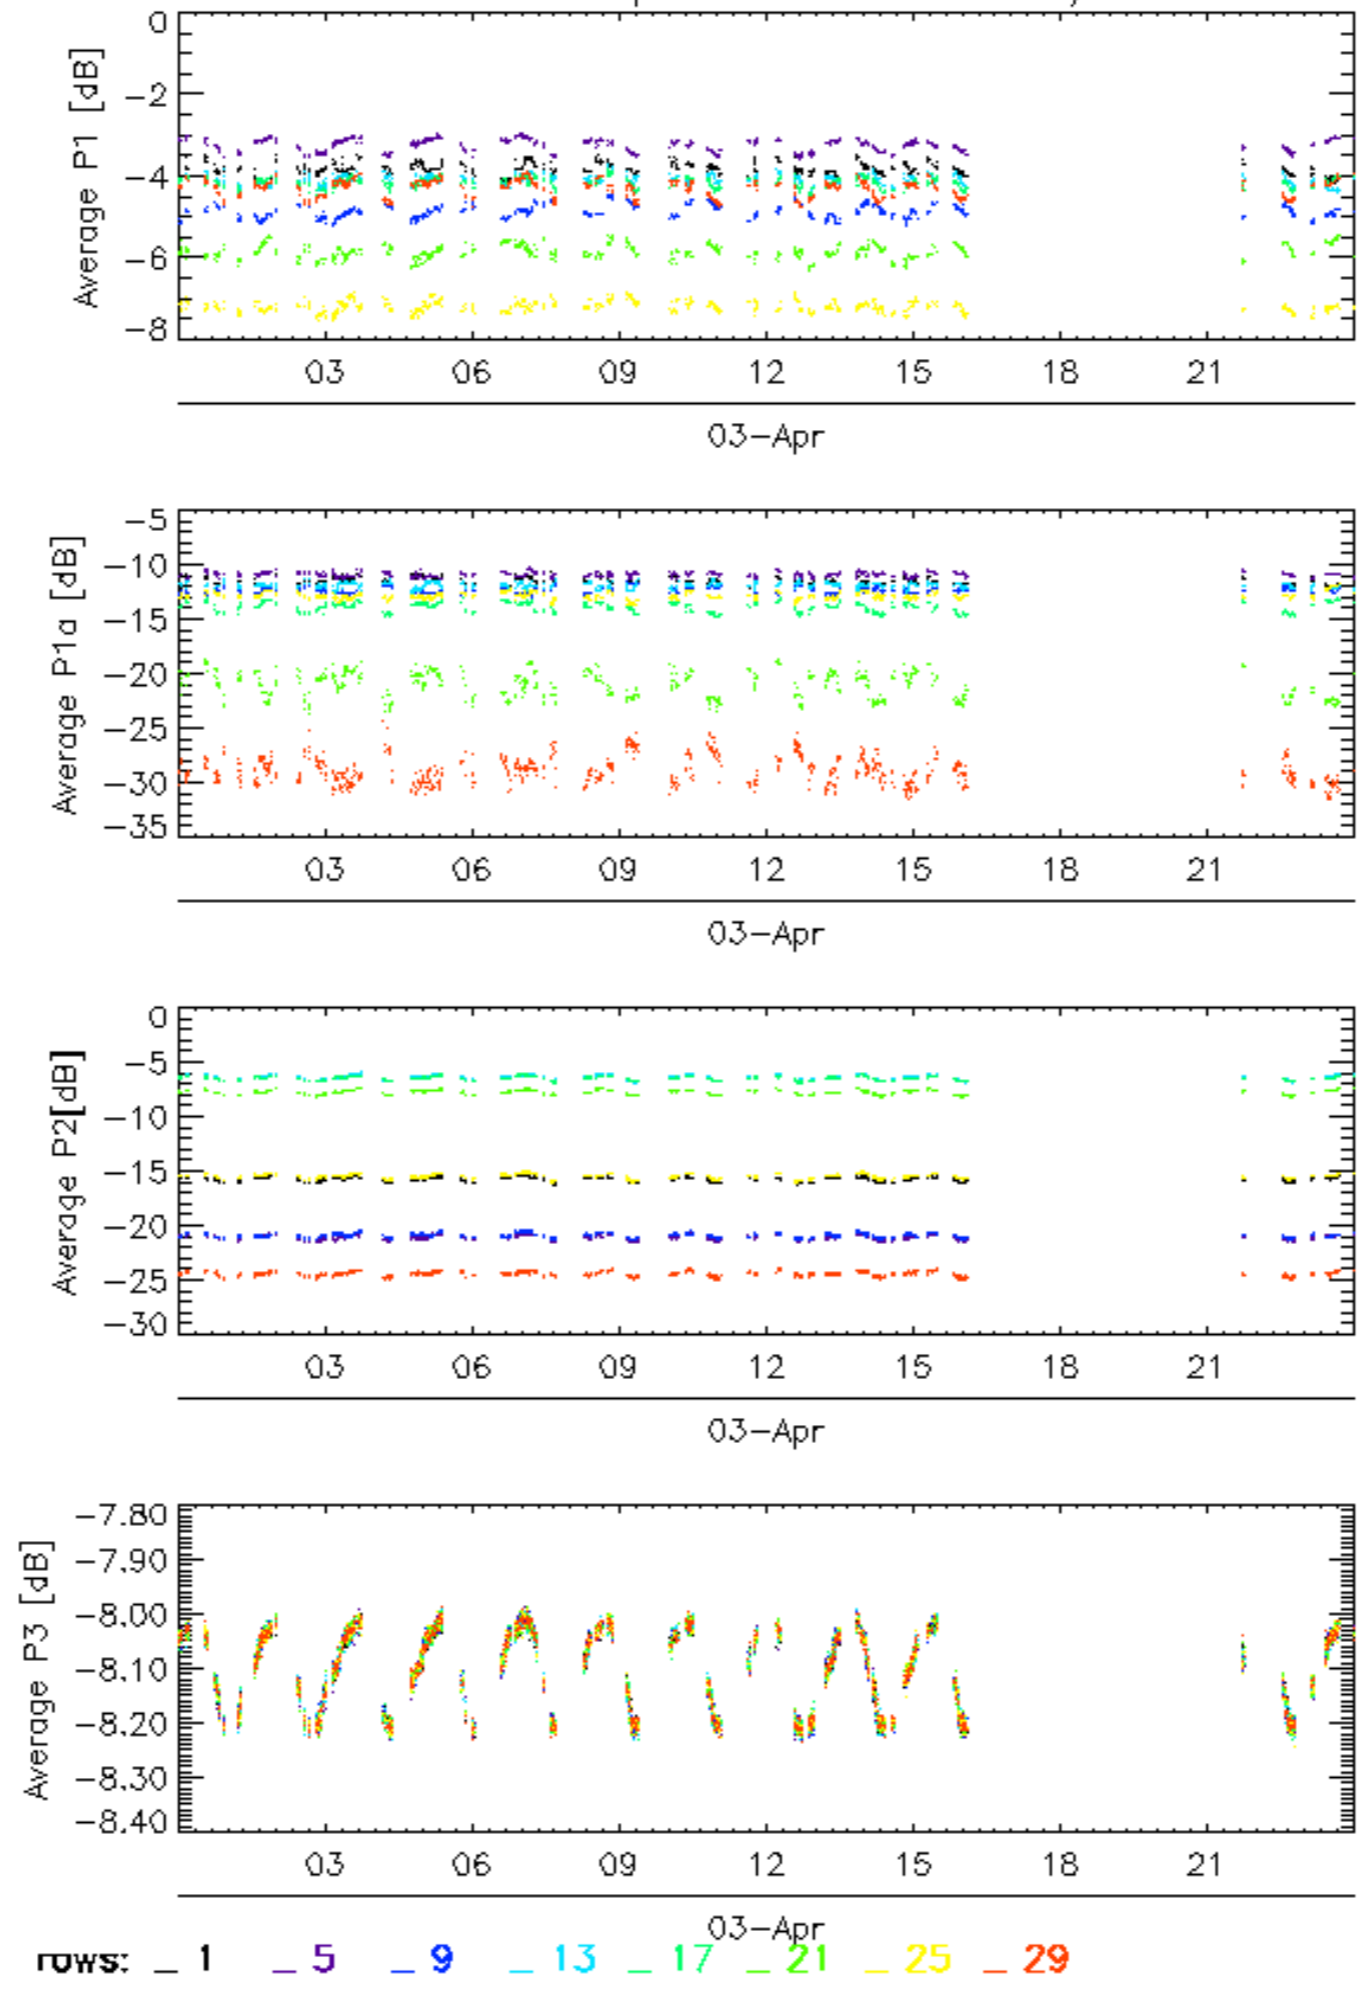 0
-2
-4
-6
-8
Average P1 [dB]
03 06 09 12 15 18 21
03-Apr
-5
-10
-15
-20
-25
-30
-35
Average P1a [dB]
03 06 09 12 15 18 21
03-Apr
0
-5
-10
-15
-20
-25
-30
Average P2[dB]
03 06 09 12 15 18 21
03-Apr
-7.80
-7.90
-8.00
-8.10
-8.20
-8.30
-8.40
Average P3 [dB]
03 06 09 12 15 18 21
03-Apr
rows: _ 1 _ 5 _ 9 _ 13 _ 17 _ 21 _ 25 _ 29